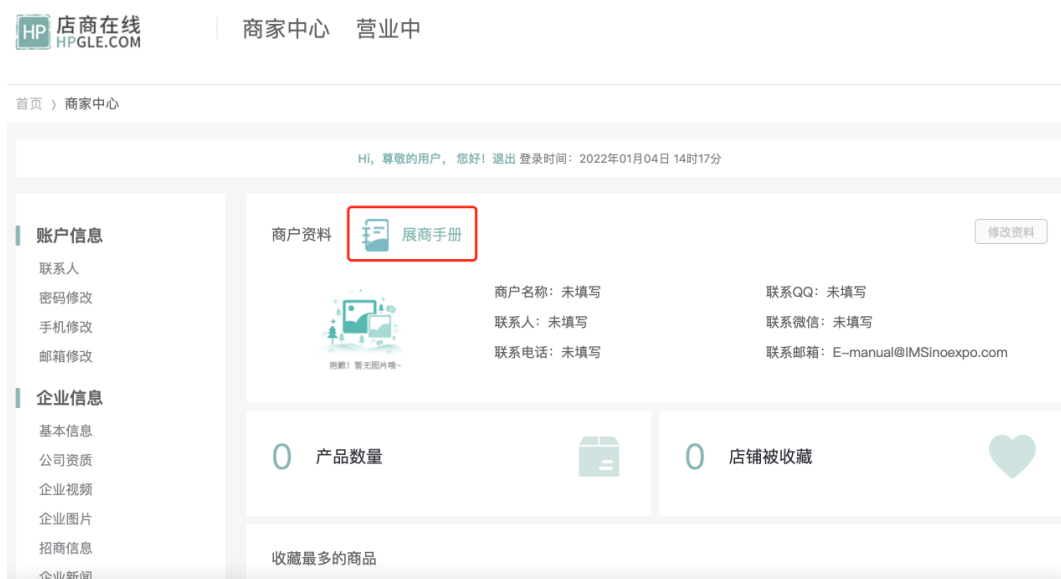 HP 店商在线 商家中心 营业中
HPGLE.COM
首页 〉 商家中心
Hi，尊敬的用户， 您好！退出 登录时间：2022年01月04日 14时17分
账户信息
联系人
密码修改
手机修改
邮箱修改
企业信息
基本信息
公司资质
企业视频
企业图片
招商信息
企业新闻
商户资料 展商手册 修改资料
抱歉！暂无图片哦~
商户名称：未填写 联系QQ：未填写
联系人：未填写 联系微信：未填写
联系电话：未填写 联系邮箱：E-manual@IMSinoexpo.com
0 产品数量 0 店铺被收藏
收藏最多的商品